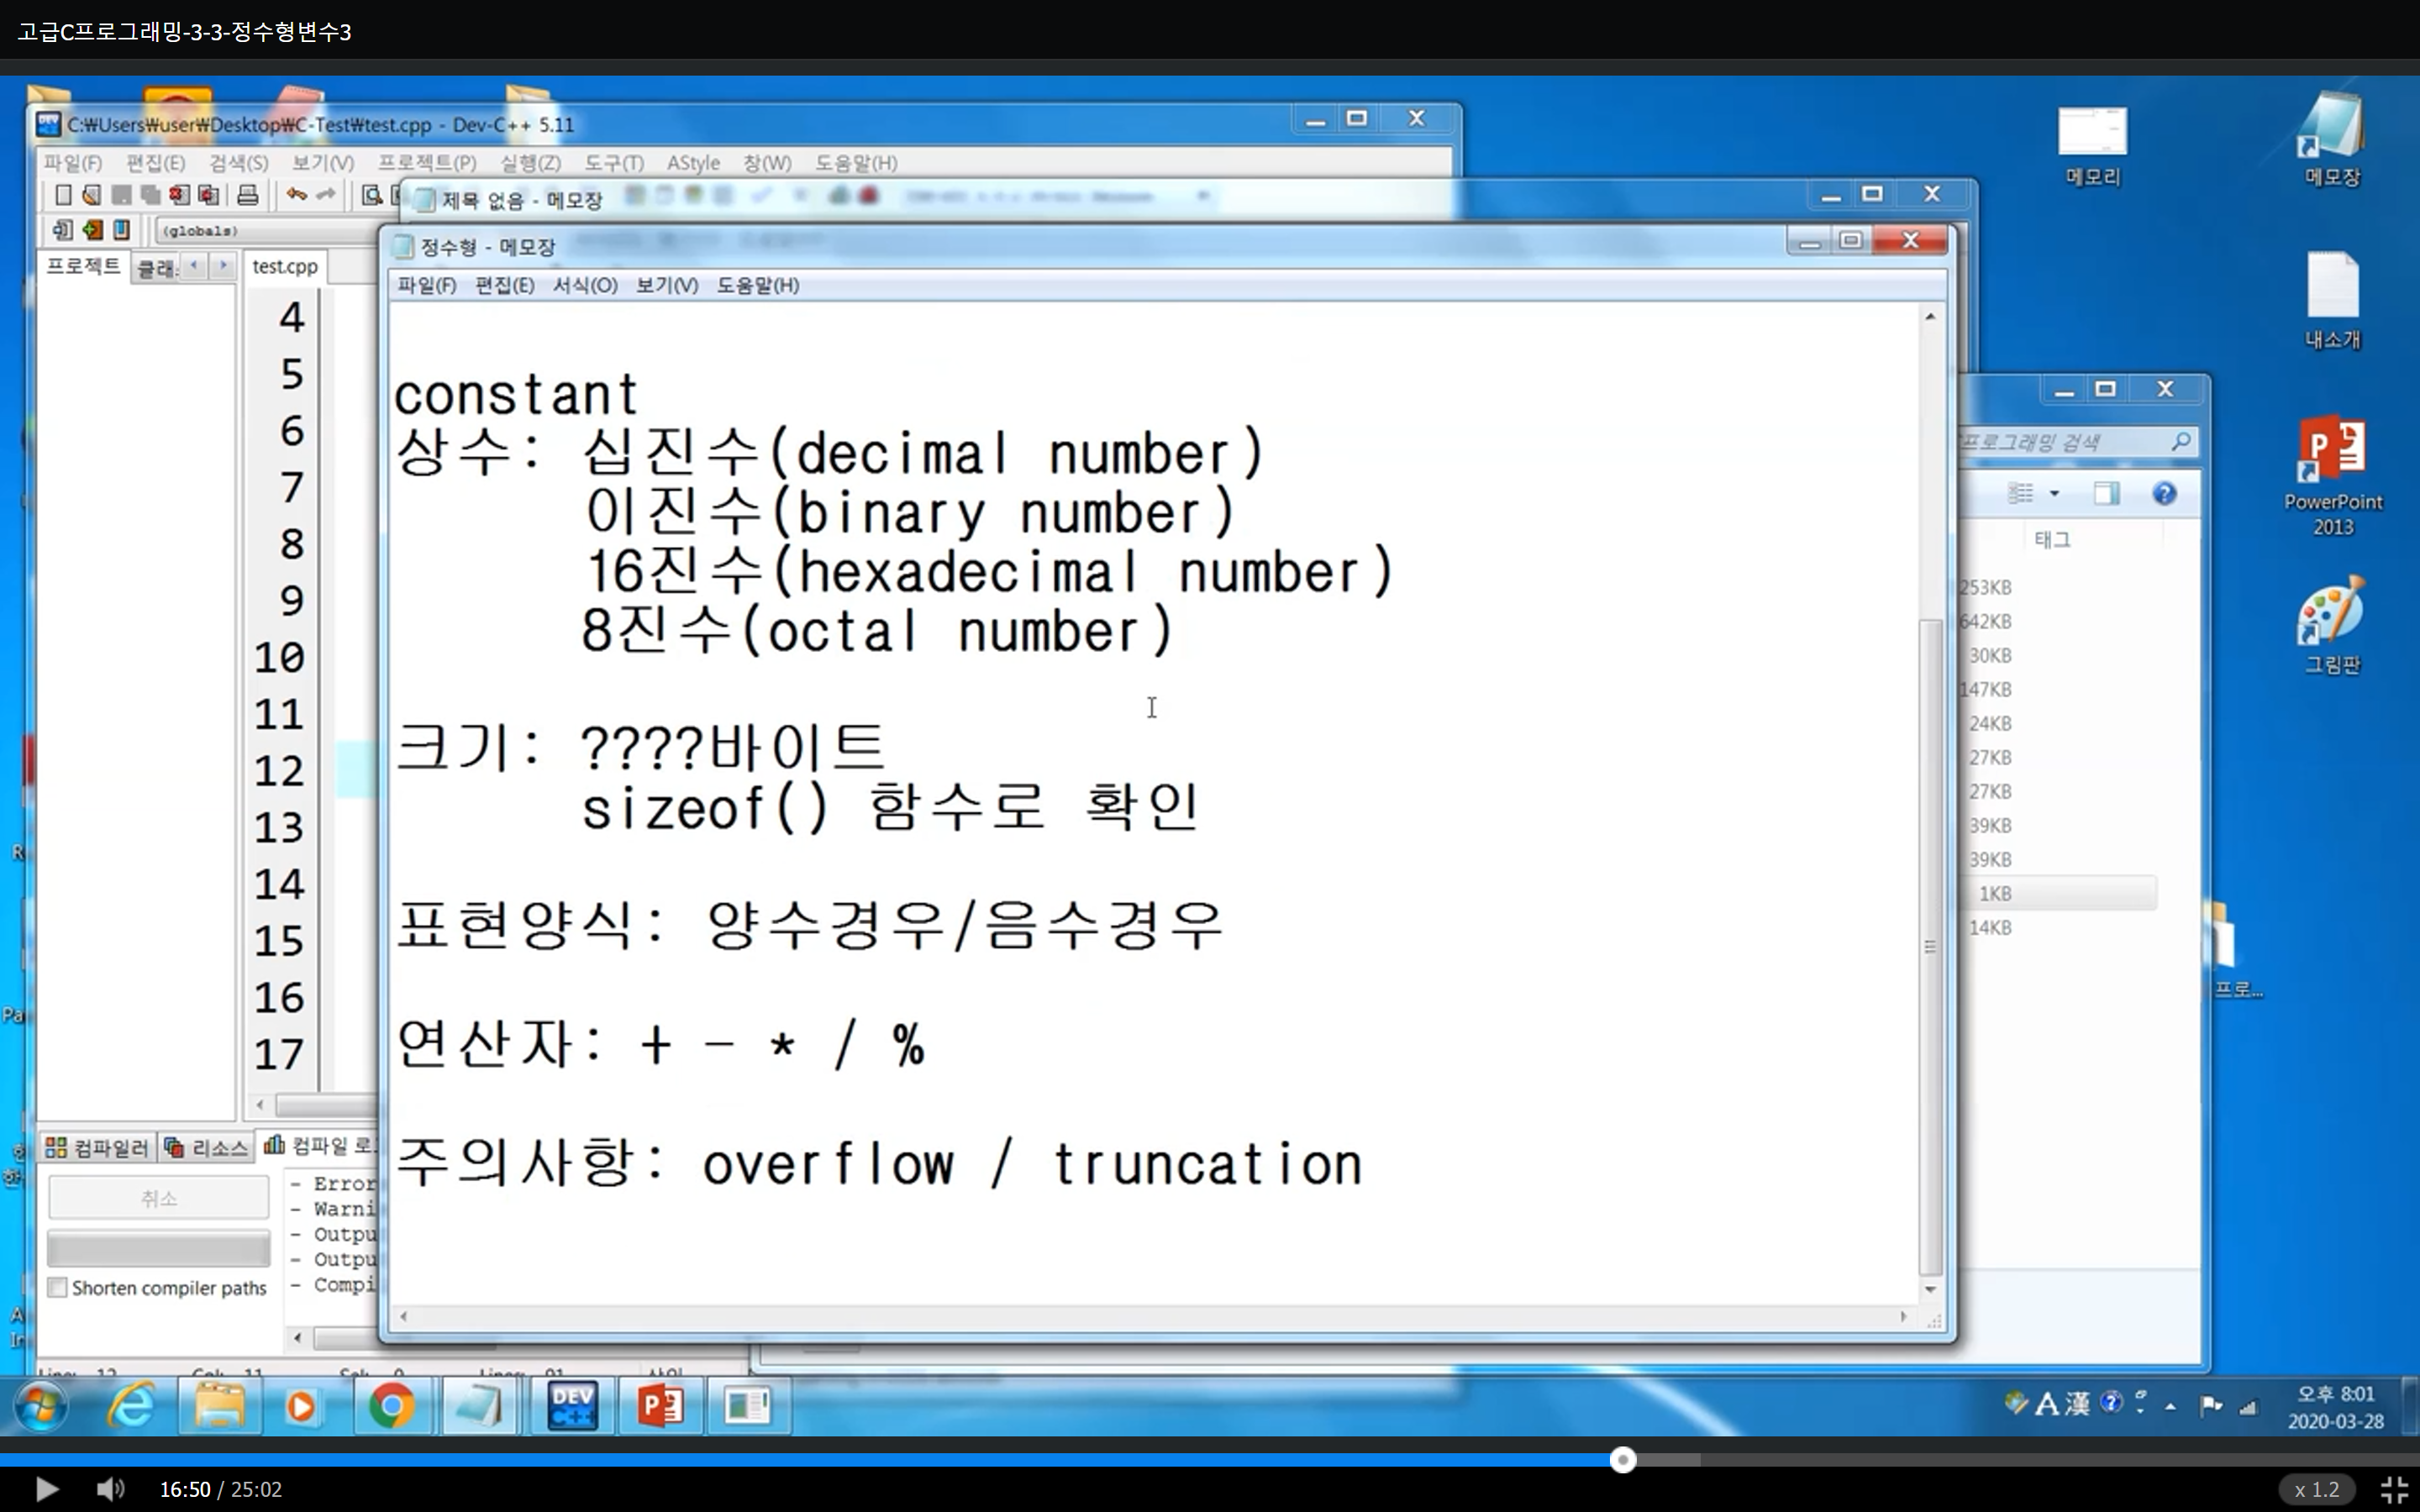 고급C프로그래밍-3-3-정수형변수3
C:₩Users₩user₩Desktop₩C-Test₩test.cpp - Dev-C++ 5.11
파일(F) 편집(E) 검색(S) 보기(V) 프로젝트(P) 실행(Z) 도구(T) AStyle 창(W) 도움말(H)
제목 없음 - 메모장
(globals)
정수형 - 메모장
프로젝트 클래 test.cpp
파일(F) 편집(E) 서식(O) 보기(V) 도움말(H)
4
5
6
7
8
9
10
11
12
13
14
15
16
17
constant
상수: 십진수(decimal number)
이진수(binary number)
16진수(hexadecimal number)
8진수(octal number)
크기: ????바이트
sizeof() 함수로 확인
표현양식: 양수경우/음수경우
연산자: + - * / %
주의사항: overflow / truncation
컴파일러 리소스 컴파일 로
취소
Shorten compiler paths
- Error
- Warni
- Outpu
- Outpu
- Compi
프로그래밍 검색
태그
253KB
642KB
30KB
147KB
24KB
27KB
27KB
39KB
39KB
1KB
14KB
메모리
메모장
내소개
PowerPoint
2013
그림판
프로...
DEV
C++
A 漢
오후 8:01
2020-03-28
16:50 / 25:02
x 1.2